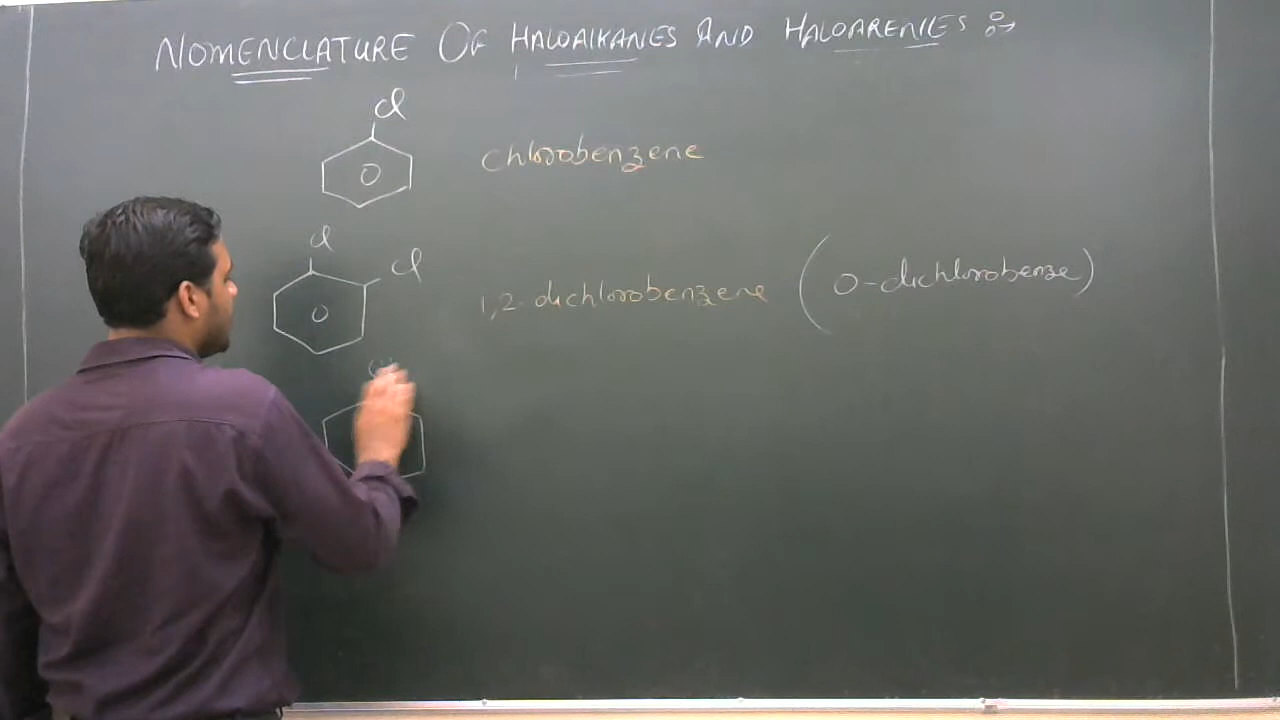 NOMENCLATURE OF HALOALKANES AND HALOARENES :→
Cl
O
chlorobenzene
Cl
Cl
O
1,2-dichlorobenzene (O-dichlorobenze)